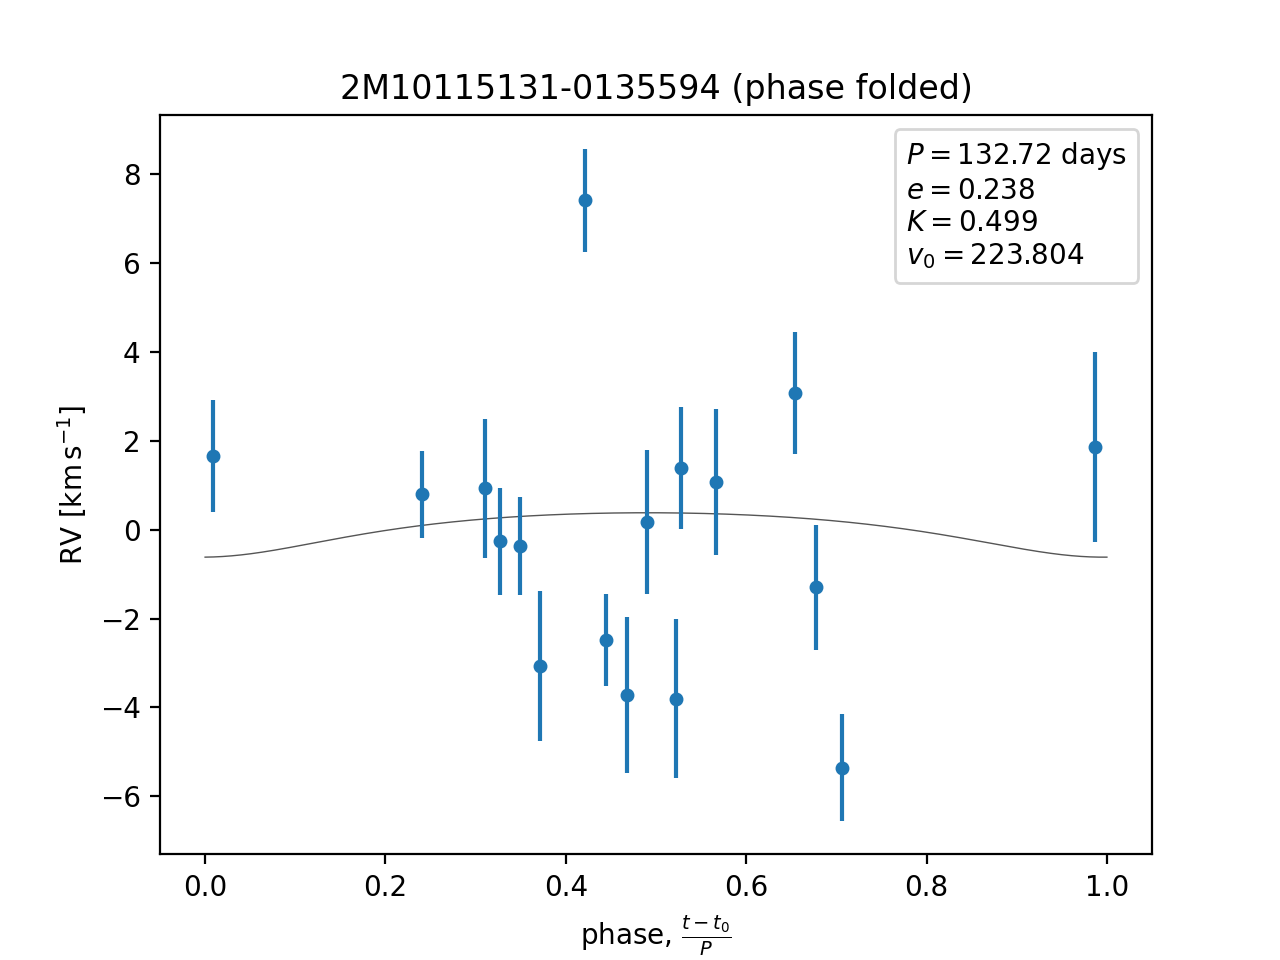 2M10115131-0135594 (phase folded)
P = 132.72 days
e = 0.238
K = 0.499
v₀ = 223.804
8
6
4
2
0
−2
−4
−6
RV [km s⁻¹]
0.0 0.2 0.4 0.6 0.8 1.0
phase, (t − t₀)/P